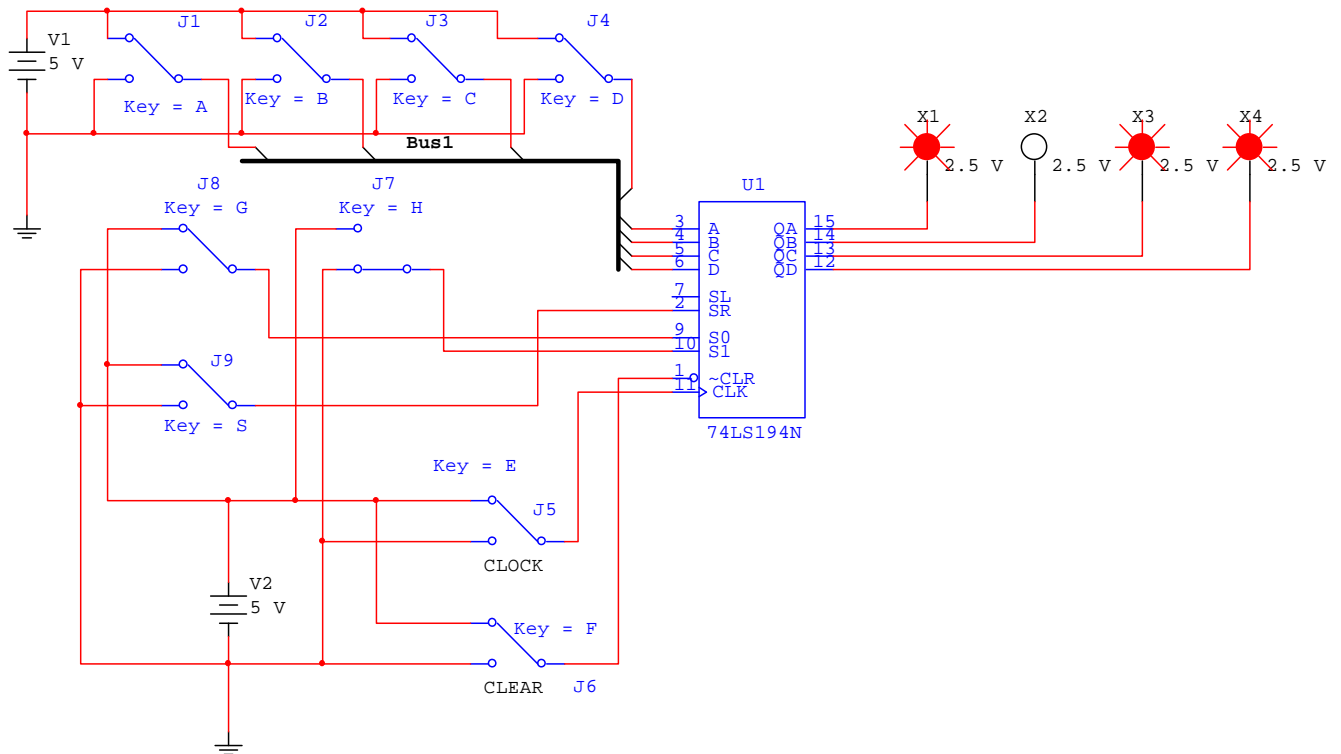 J1
J2
J3
J4
V1
5 V
Key = A
Key = B
Key = C
Key = D
Bus1
X1
X2
X3
X4
2.5 V
2.5 V
2.5 V
2.5 V
J8
Key = G
J7
Key = H
U1
3 A QA 15
4 B QB 14
5 C QC 13
6 D QD 12
7 SL
2 SR
9 S0
10 S1
1 ~CLR
11 CLK
74LS194N
J9
Key = S
Key = E
J5
CLOCK
V2
5 V
Key = F
CLEAR
J6